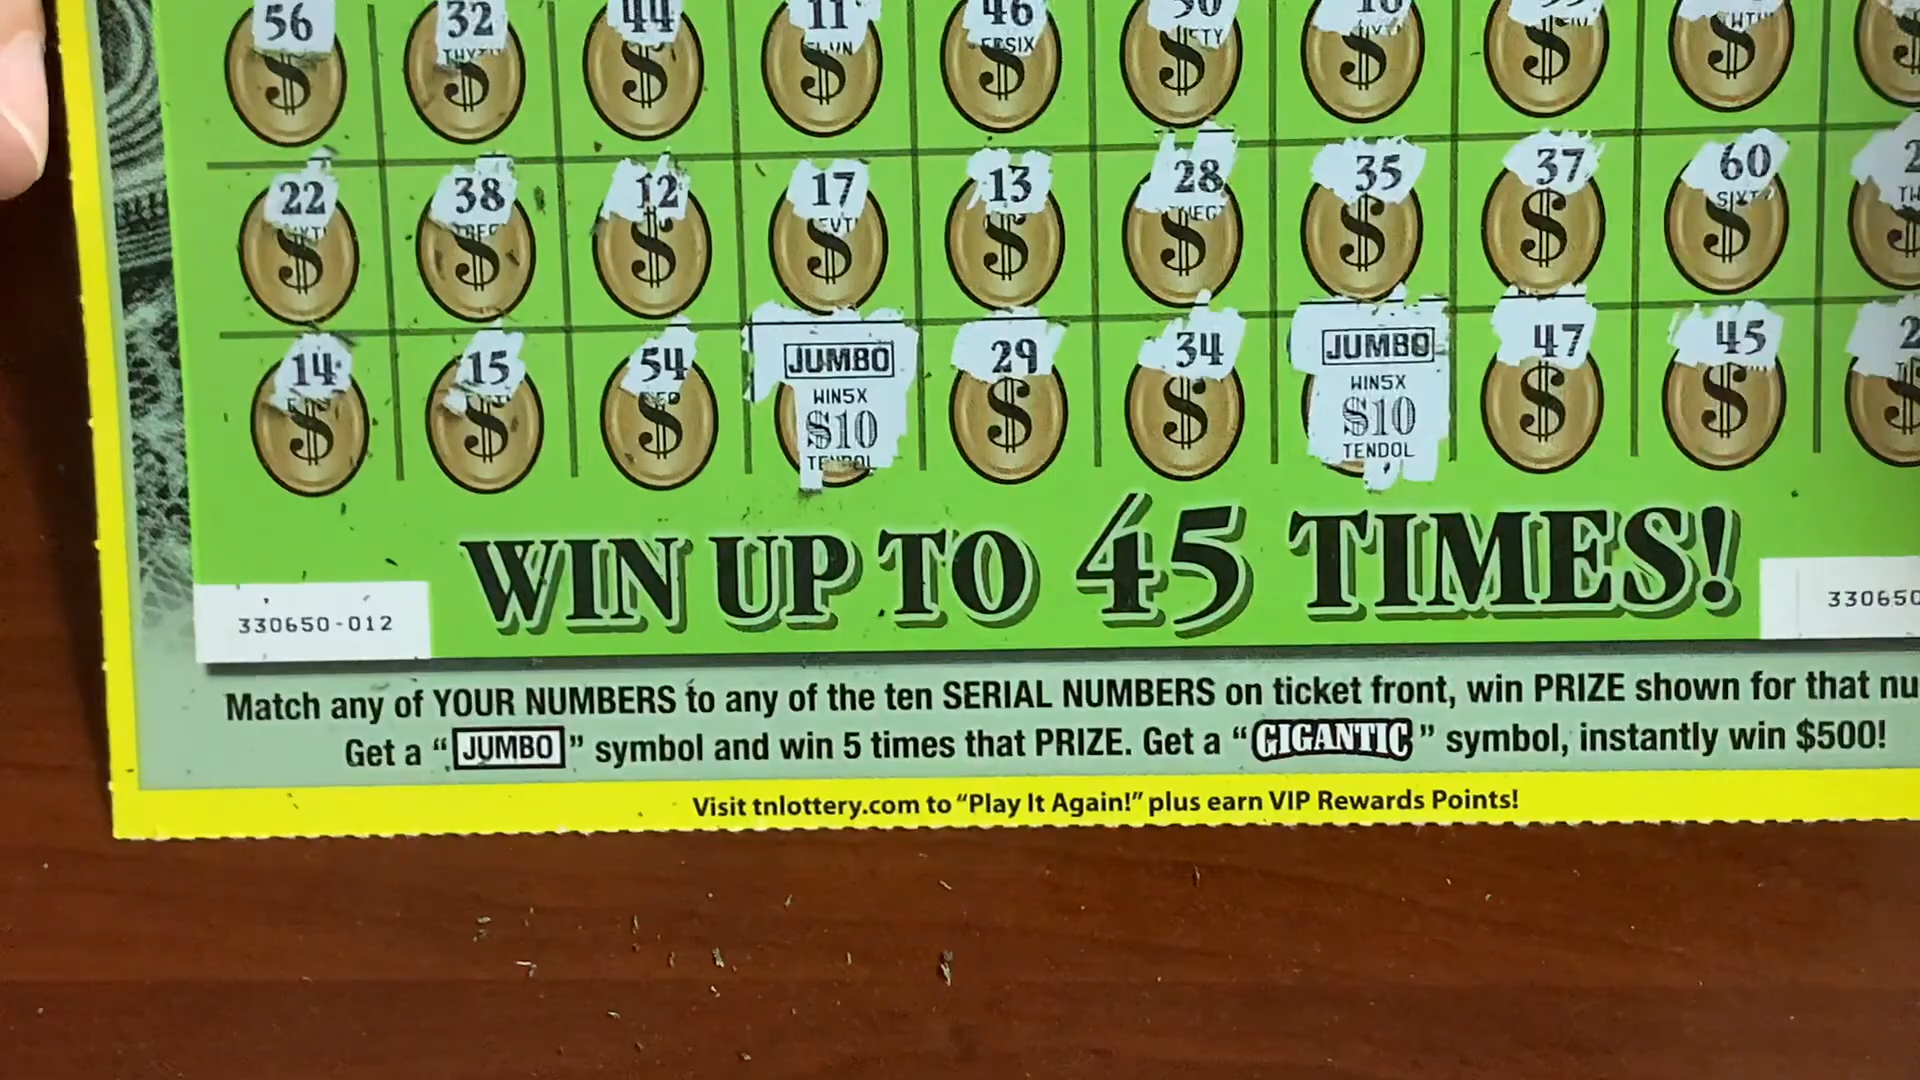 56 32 44 11 46 50
22 38 12 17 13 28 35 37 60
14 15 54 JUMBO 29 34 JUMBO 47 45
WIN5X WIN5X
$10 $10
TENDOL TENDOL
WIN UP TO 45 TIMES!
330650-012 330650
Match any of YOUR NUMBERS to any of the ten SERIAL NUMBERS on ticket front, win PRIZE shown for that nu
Get a “JUMBO” symbol and win 5 times that PRIZE. Get a “GIGANTIC” symbol, instantly win $500!
Visit tnlottery.com to “Play It Again!” plus earn VIP Rewards Points!